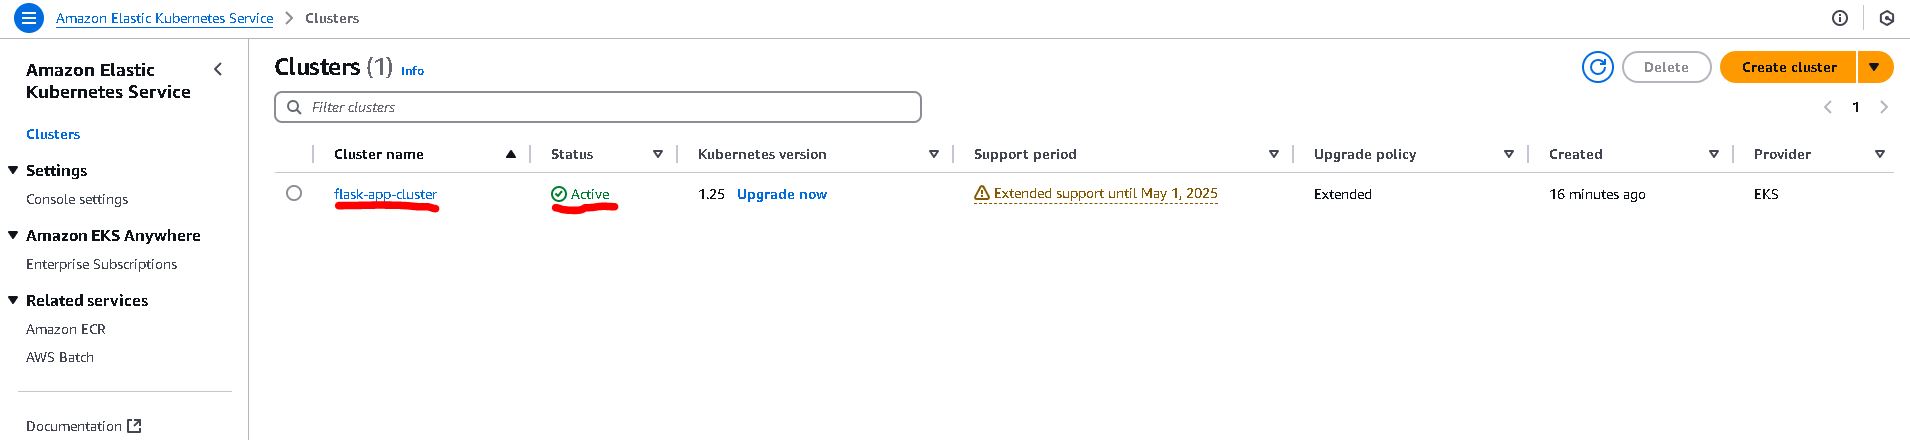 Amazon Elastic Kubernetes Service > Clusters
Amazon Elastic
Kubernetes Service
Clusters
Settings
Console settings
Amazon EKS Anywhere
Enterprise Subscriptions
Related services
Amazon ECR
AWS Batch
Documentation
Clusters (1) Info
Delete
Create cluster
Filter clusters
1
Cluster name Status Kubernetes version Support period Upgrade policy Created Provider
flask-app-cluster Active 1.25 Upgrade now Extended support until May 1, 2025 Extended 16 minutes ago EKS